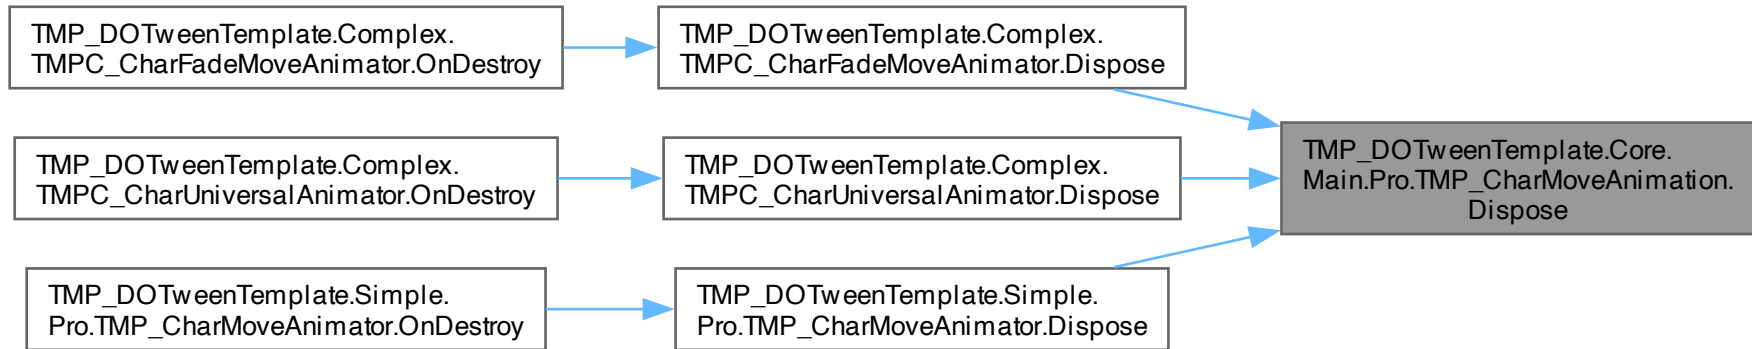 TMP_DOTweenTemplate.Complex.
TMPC_CharFadeMoveAnimator.OnDestroy
TMP_DOTweenTemplate.Complex.
TMPC_CharFadeMoveAnimator.Dispose
TMP_DOTweenTemplate.Complex.
TMPC_CharUniversalAnimator.OnDestroy
TMP_DOTweenTemplate.Complex.
TMPC_CharUniversalAnimator.Dispose
TMP_DOTweenTemplate.Core.
Main.Pro.TMP_CharMoveAnimation.
Dispose
TMP_DOTweenTemplate.Simple.
Pro.TMP_CharMoveAnimator.OnDestroy
TMP_DOTweenTemplate.Simple.
Pro.TMP_CharMoveAnimator.Dispose